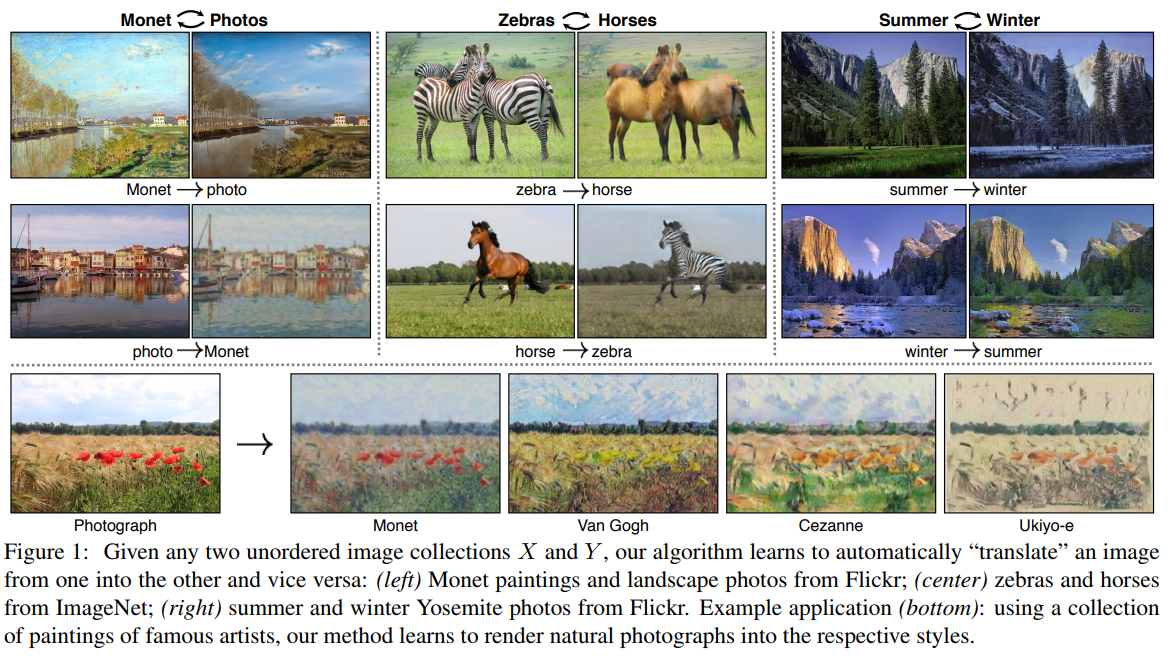 Monet Photos
Zebras Horses
Summer Winter
Monet → photo
zebra → horse
summer → winter
photo → Monet
horse → zebra
winter → summer
Photograph
Monet
Van Gogh
Cezanne
Ukiyo-e
Figure 1: Given any two unordered image collections X and Y, our algorithm learns to automatically “translate” an image
from one into the other and vice versa: (left) Monet paintings and landscape photos from Flickr; (center) zebras and horses
from ImageNet; (right) summer and winter Yosemite photos from Flickr. Example application (bottom): using a collection
of paintings of famous artists, our method learns to render natural photographs into the respective styles.